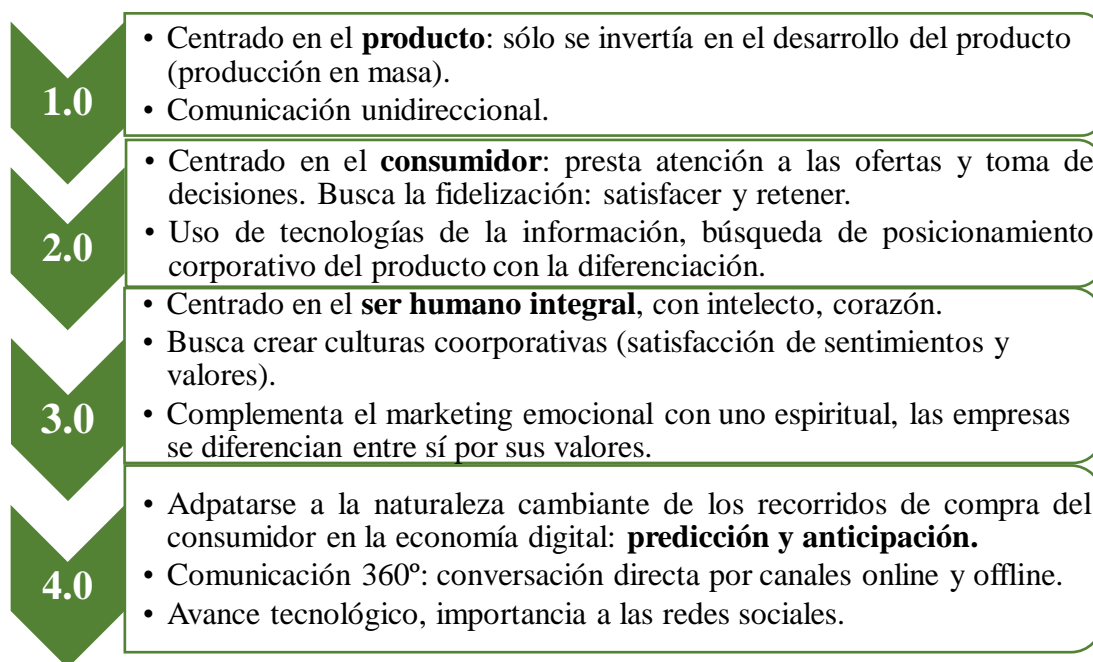 1.0
• Centrado en el producto: sólo se invertía en el desarrollo del producto
(producción en masa).
• Comunicación unidireccional.
2.0
• Centrado en el consumidor: presta atención a las ofertas y toma de
decisiones. Busca la fidelización: satisfacer y retener.
• Uso de tecnologías de la información, búsqueda de posicionamiento
corporativo del producto con la diferenciación.
3.0
• Centrado en el ser humano integral, con intelecto, corazón.
• Busca crear culturas coorporativas (satisfacción de sentimientos y
valores).
• Complementa el marketing emocional con uno espiritual, las empresas
se diferencian entre sí por sus valores.
4.0
• Adpatarse a la naturaleza cambiante de los recorridos de compra del
consumidor en la economía digital: predicción y anticipación.
• Comunicación 360º: conversación directa por canales online y offline.
• Avance tecnológico, importancia a las redes sociales.